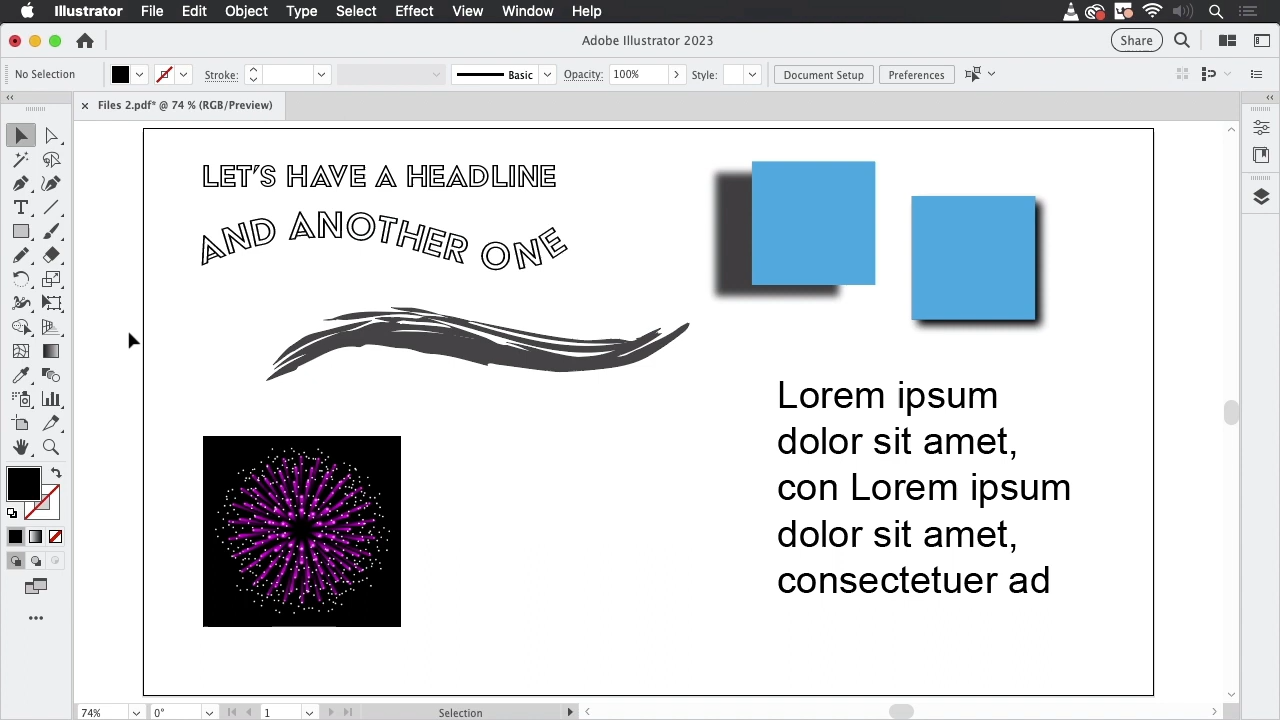 Illustrator File Edit Object Type Select Effect View Window Help
Adobe Illustrator 2023
Share
No Selection
Stroke:
Basic
Opacity:
100%
Style:
Document Setup
Preferences
Files 2.pdf* @ 74 % (RGB/Preview)
LET'S HAVE A HEADLINE
AND ANOTHER ONE
Lorem ipsum
dolor sit amet,
con Lorem ipsum
dolor sit amet,
consectetuer ad
74%
0°
1
Selection